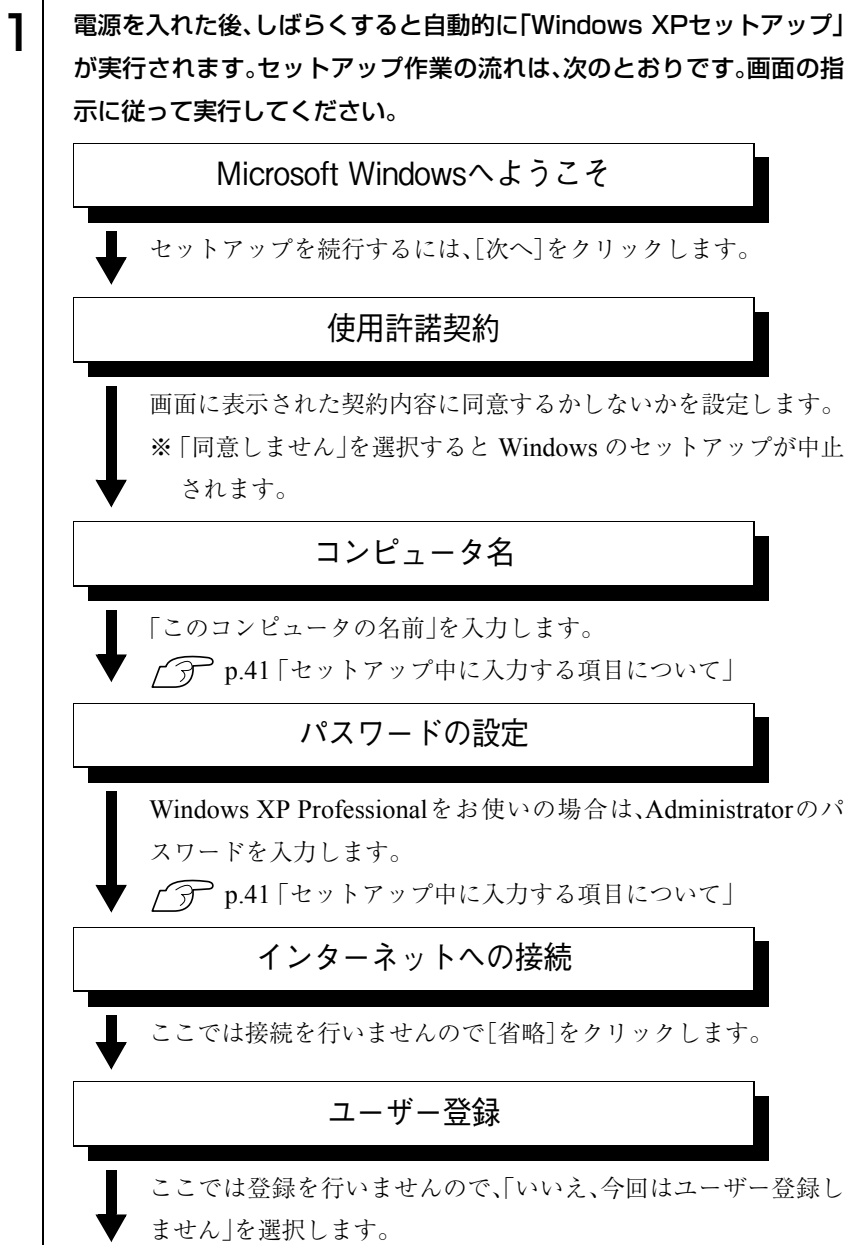 1
電源を入れた後、しばらくすると自動的に「Windows XPセットアップ」
が実行されます。セットアップ作業の流れは、次のとおりです。画面の指
示に従って実行してください。
Microsoft Windowsへようこそ
セットアップを続行するには、[次へ]をクリックします。
使用許諾契約
画面に表示された契約内容に同意するかしないかを設定します。
※「同意しません」を選択すると Windows のセットアップが中止
されます。
コンピュータ名
「このコンピュータの名前」を入力します。
p.41「セットアップ中に入力する項目について」
パスワードの設定
Windows XP Professionalをお使いの場合は、Administratorのパ
スワードを入力します。
p.41「セットアップ中に入力する項目について」
インターネットへの接続
ここでは接続を行いませんので[省略]をクリックします。
ユーザー登録
ここでは登録を行いませんので、「いいえ、今回はユーザー登録し
ません」を選択します。